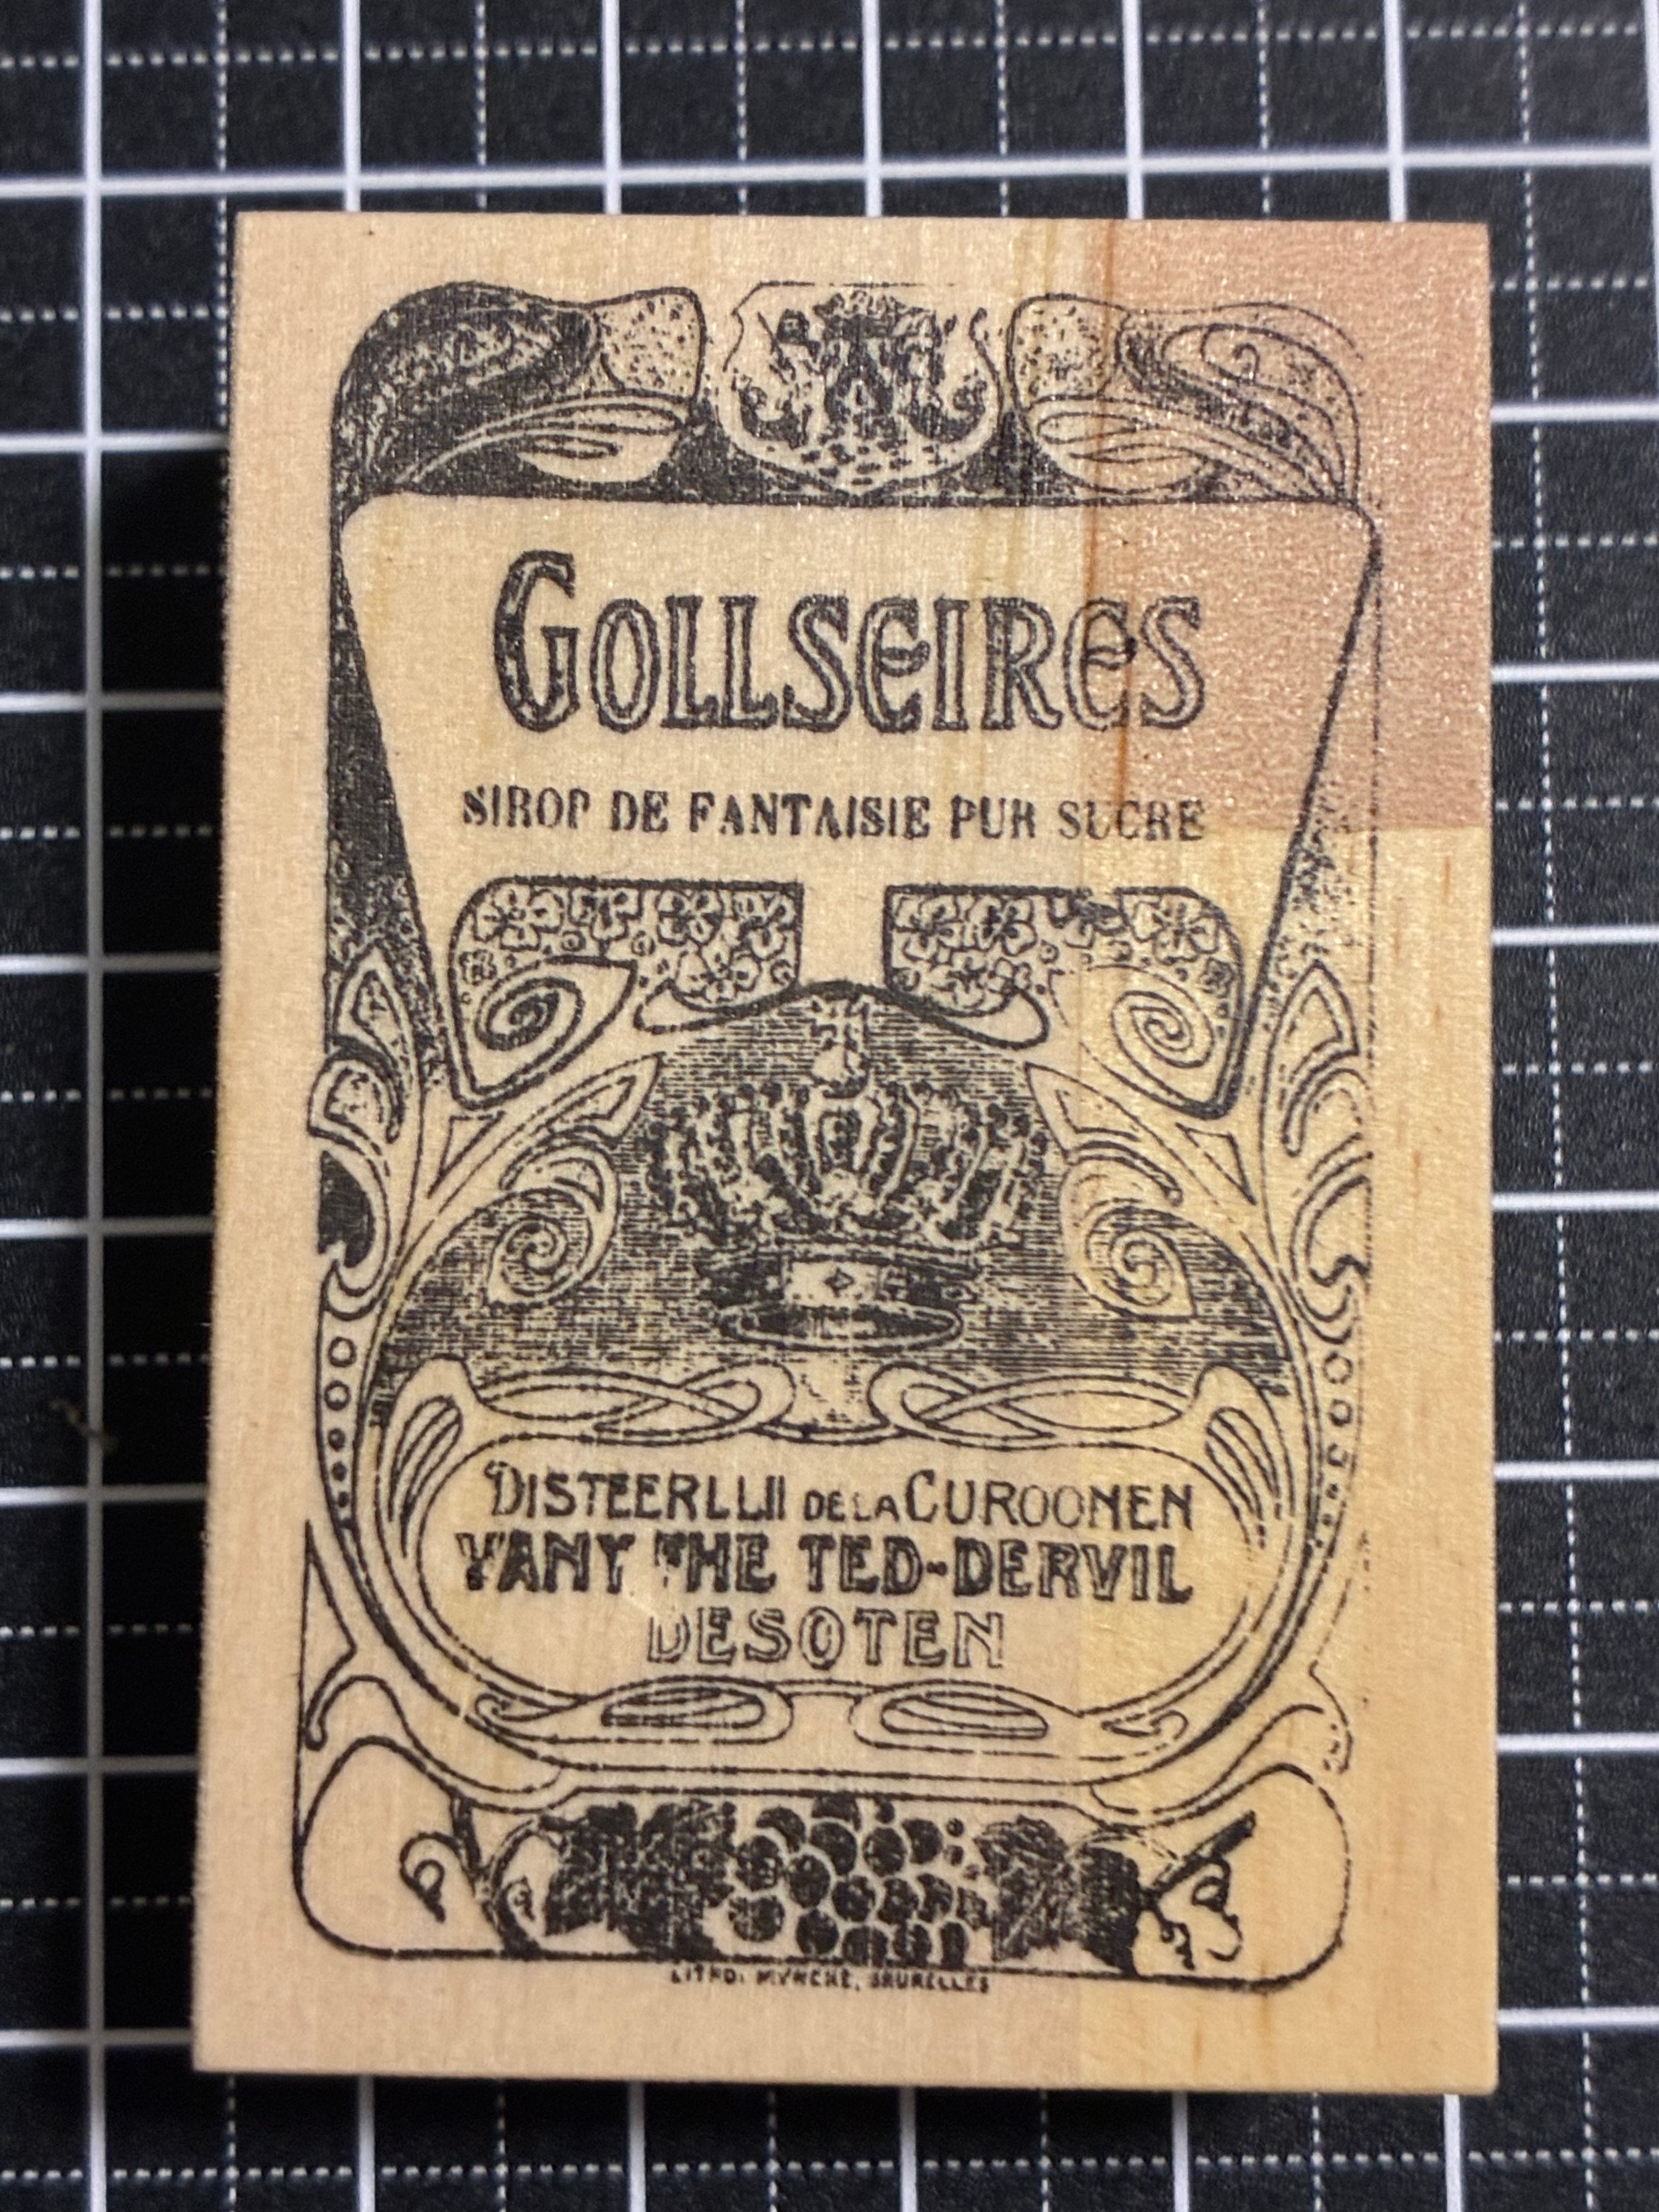 GOLLSEIRES
SIROP DE FANTAISIE PUR SUCRE
DISTEERLLII DE LA CUROONEN
VANY THE TED-DERVIL
DESOTEN